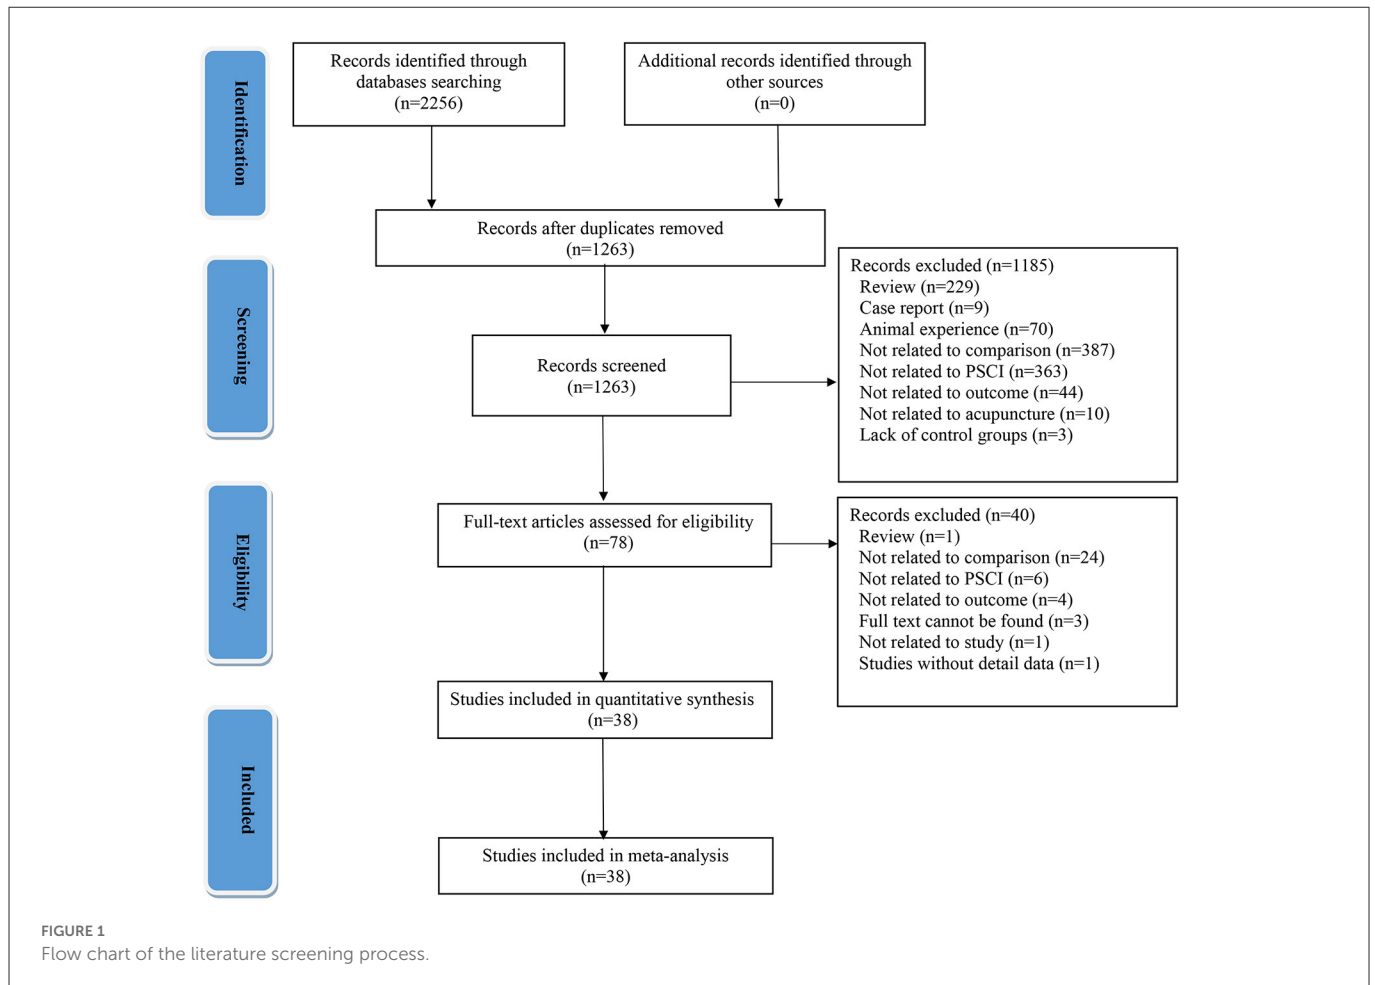 Identification
Records identified through
databases searching
(n=2256)
Additional records identified through
other sources
(n=0)
Records after duplicates removed
(n=1263)
Screening
Records screened
(n=1263)
Records excluded (n=1185)
Review (n=229)
Case report (n=9)
Animal experience (n=70)
Not related to comparison (n=387)
Not related to PSCI (n=363)
Not related to outcome (n=44)
Not related to acupuncture (n=10)
Lack of control groups (n=3)
Eligibility
Full-text articles assessed for eligibility
(n=78)
Records excluded (n=40)
Review (n=1)
Not related to comparison (n=24)
Not related to PSCI (n=6)
Not related to outcome (n=4)
Full text cannot be found (n=3)
Not related to study (n=1)
Studies without detail data (n=1)
Included
Studies included in quantitative synthesis
(n=38)
Studies included in meta-analysis
(n=38)
FIGURE 1
Flow chart of the literature screening process.